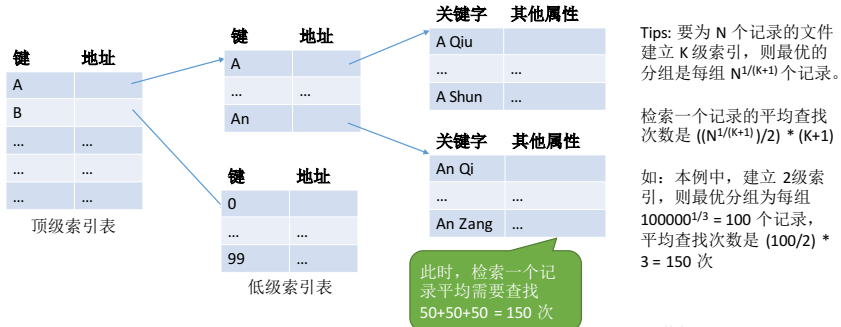 键 地址
A
B
... ...
... ...
... ...
顶级索引表
键 地址
A
... ...
An
键 地址
0
... ...
99 ...
低级索引表
关键字 其他属性
A Qiu
... ...
A Shun ...
关键字 其他属性
An Qi
... ...
An Zang ...
此时，检索一个记
录平均需要查找
50+50+50 = 150 次
Tips: 要为 N 个记录的文件
建立 K 级索引，则最优的
分组是每组 N^1/(K+1) 个记录。
检索一个记录的平均查找
次数是 ((N^1/(K+1))/2) * (K+1)
如：本例中，建立 2级索
引，则最优分组为每组
100000^1/3 = 100 个记录，
平均查找次数是 (100/2) *
3 = 150 次